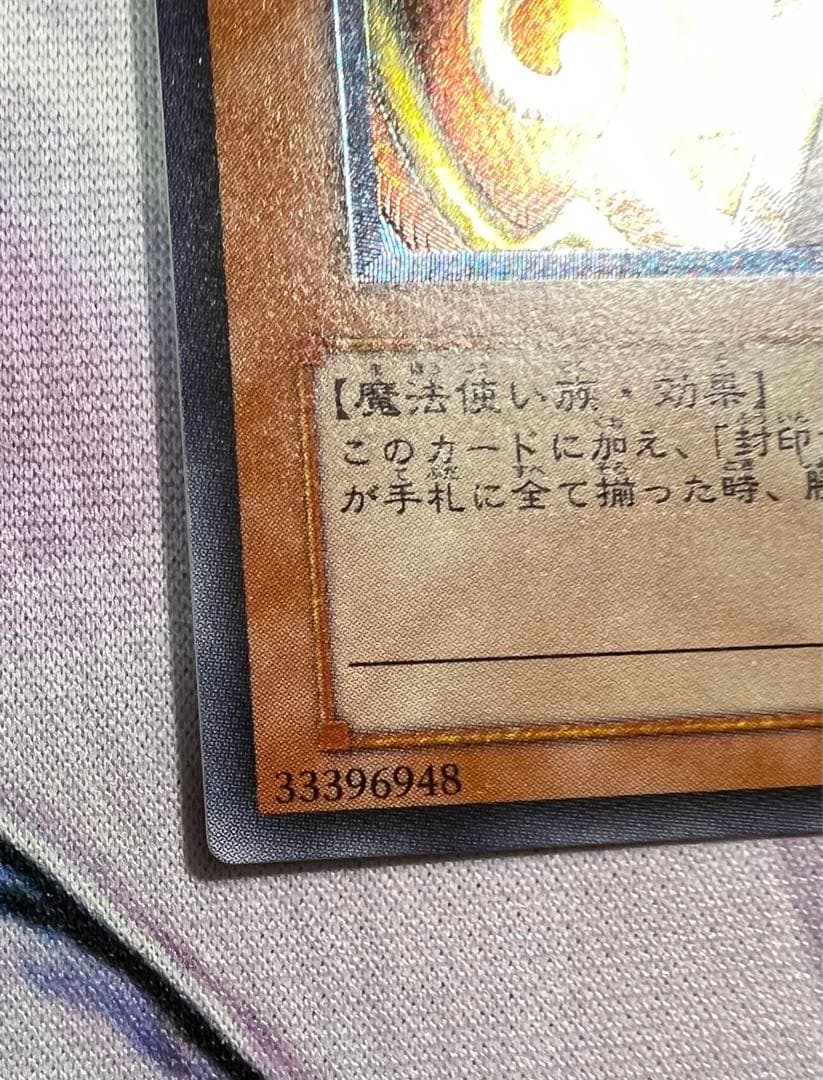 【魔法使い族・効果】
このカードに加え、「封印
が手札に全て揃った時、勝
33396948